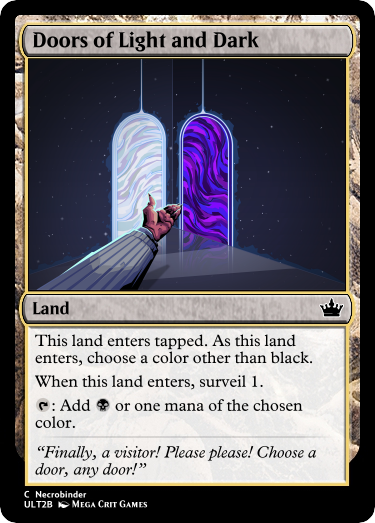 Doors of Light and Dark
Land
This land enters tapped. As this land
enters, choose a color other than black.
When this land enters, surveil 1.
: Add or one mana of the chosen
color.
“Finally, a visitor! Please please! Choose a
door, any door!”
C Necrobinder
ULT2B Mega Crit Games